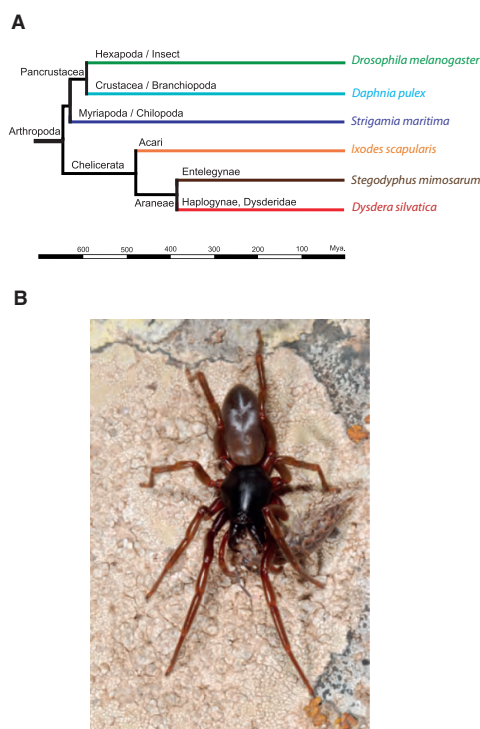 A
Hexapoda / Insect
Drosophila melanogaster
Pancrustacea
Crustacea / Branchiopoda
Daphnia pulex
Myriapoda / Chilopoda
Strigamia maritima
Arthropoda
Acari
Ixodes scapularis
Chelicerata
Entelegynae
Stegodyphus mimosarum
Araneae
Haplogynae, Dysderidae
Dysdera silvatica
600 500 400 300 200 100 Mya.
B